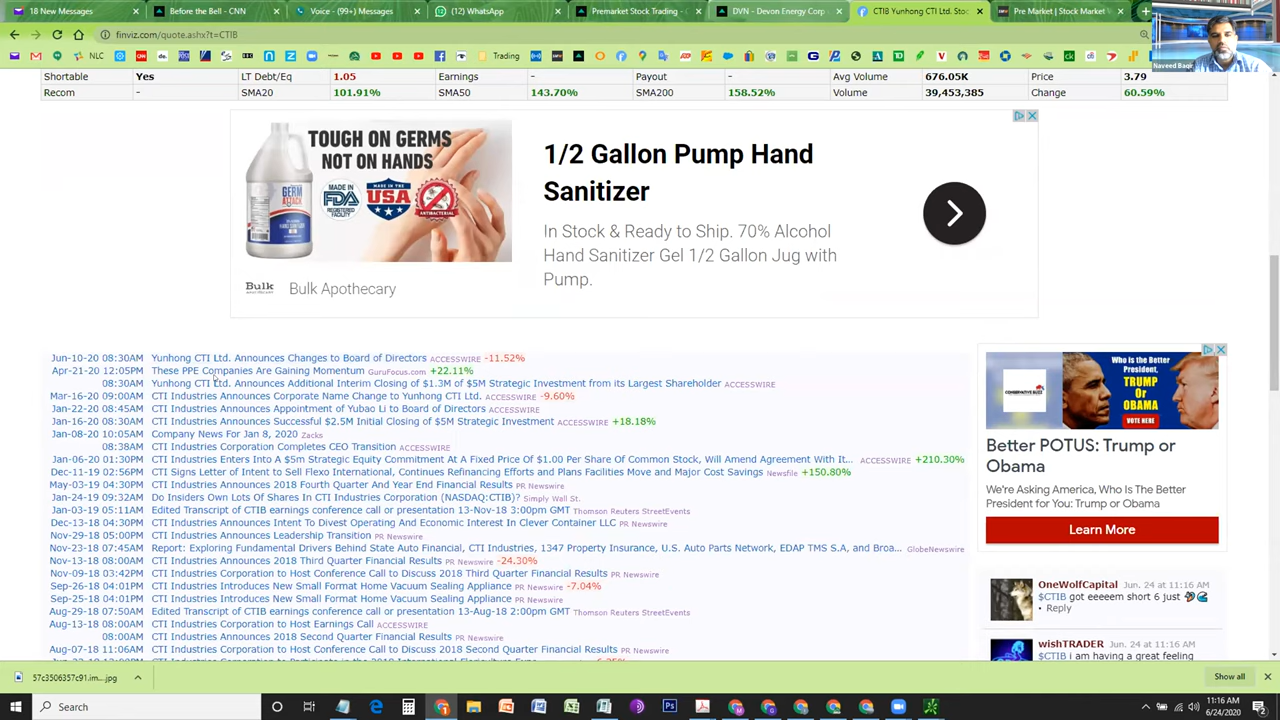 18 New Messages
Before the Bell - CNN
Voice - (99+) Messages
(12) WhatsApp
Premarket Stock Trading -
DVN - Devon Energy Corp
CTIB Yunhong CTI Ltd. Stoc
Pre Market | Stock Market
finviz.com/quote.ashx?t=CTIB
NLC
Trading
Naveed Baqir
Shortable Yes LT Debt/Eq 1.05 Earnings - Payout - Avg Volume 676.05K Price 3.79
Recom - SMA20 101.91% SMA50 143.70% SMA200 158.52% Volume 39,453,385 Change 60.59%
TOUGH ON GERMS
NOT ON HANDS
MADE IN USA
1/2 Gallon Pump Hand
Sanitizer
In Stock & Ready to Ship. 70% Alcohol
Hand Sanitizer Gel 1/2 Gallon Jug with
Pump.
Bulk Bulk Apothecary
Jun-10-20 08:30AM Yunhong CTI Ltd. Announces Changes to Board of Directors ACCESSWIRE -11.52%
Apr-21-20 12:05PM These PPE Companies Are Gaining Momentum GuruFocus.com +22.11%
08:30AM Yunhong CTI Ltd. Announces Additional Interim Closing of $1.3M of $5M Strategic Investment from its Largest Shareholder ACCESSWIRE
Mar-16-20 09:00AM CTI Industries Announces Corporate Name Change to Yunhong CTI Ltd. ACCESSWIRE -9.60%
Jan-22-20 08:45AM CTI Industries Announces Appointment of Yubao Li to Board of Directors ACCESSWIRE
Jan-16-20 08:30AM CTI Industries Announces Successful $2.5M Initial Closing of $5M Strategic Investment ACCESSWIRE +18.18%
Jan-08-20 10:05AM Company News For Jan 8, 2020 Zacks
08:38AM CTI Industries Corporation Completes CEO Transition ACCESSWIRE
Jan-06-20 01:30PM CTI Industries Enters Into A $5m Strategic Equity Commitment At A Fixed Price Of $1.00 Per Share Of Common Stock, Will Amend Agreement With It... ACCESSWIRE +210.30%
Dec-11-19 02:56PM CTI Signs Letter of Intent to Sell Flexo International, Continues Refinancing Efforts and Plans Facilities Move and Major Cost Savings Newsfile +150.80%
May-03-19 04:30PM CTI Industries Announces 2018 Fourth Quarter And Year End Financial Results PR Newswire
Jan-24-19 09:32AM Do Insiders Own Lots Of Shares In CTI Industries Corporation (NASDAQ:CTIB)? Simply Wall St.
Jan-03-19 05:11AM Edited Transcript of CTIB earnings conference call or presentation 13-Nov-18 3:00pm GMT Thomson Reuters StreetEvents
Dec-13-18 04:30PM CTI Industries Announces Intent To Divest Operating And Economic Interest In Clever Container LLC PR Newswire
Nov-29-18 05:00PM CTI Industries Announces Leadership Transition PR Newswire
Nov-23-18 07:45AM Report: Exploring Fundamental Drivers Behind State Auto Financial, CTI Industries, 1347 Property Insurance, U.S. Auto Parts Network, EDAP TMS S.A, and Broa... GlobeNewswire
Nov-13-18 08:00AM CTI Industries Announces 2018 Third Quarter Financial Results PR Newswire -24.30%
Nov-09-18 03:42PM CTI Industries Corporation to Host Conference Call to Discuss 2018 Third Quarter Financial Results PR Newswire
Sep-26-18 04:01PM CTI Industries Introduces New Small Format Home Vacuum Sealing Appliance PR Newswire -7.04%
Sep-25-18 04:01PM CTI Industries Introduces New Small Format Home Vacuum Sealing Appliance PR Newswire
Aug-29-18 07:50AM Edited Transcript of CTIB earnings conference call or presentation 13-Aug-18 2:00pm GMT Thomson Reuters StreetEvents
Aug-13-18 08:00AM CTI Industries Corporation to Host Earnings Call ACCESSWIRE
08:00AM CTI Industries Announces 2018 Second Quarter Financial Results PR Newswire
Aug-07-18 11:06AM CTI Industries Corporation to Host Conference Call to Discuss 2018 Second Quarter Financial Results PR Newswire
Who is the Better
President,
TRUMP
Or
OBAMA
VOTE HERE
Better POTUS: Trump or
Obama
We're Asking America, Who IS The Better
President of These Two: Trump or Obama?
Learn More
OneWolfCapital Jun. 24 at 11:16 AM
$CTIB got eeeeem short 6 just
• Reply
wishTRADER Jun. 24 at 11:16 AM
$CTIB i am having a great feeling
57c3506357c91.im....jpg
Show all
Search
11:16 AM
6/24/2020